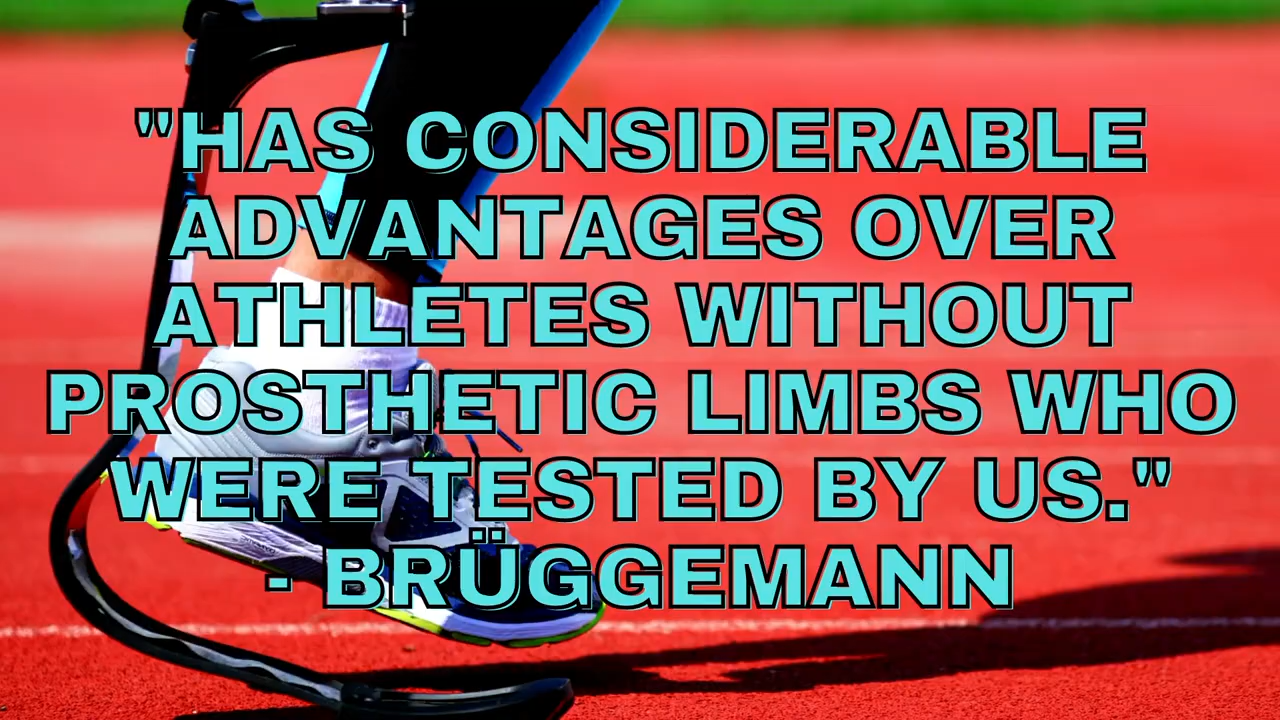 "HAS CONSIDERABLE
ADVANTAGES OVER
ATHLETES WITHOUT
PROSTHETIC LIMBS WHO
WERE TESTED BY US."
- BRÜGGEMANN